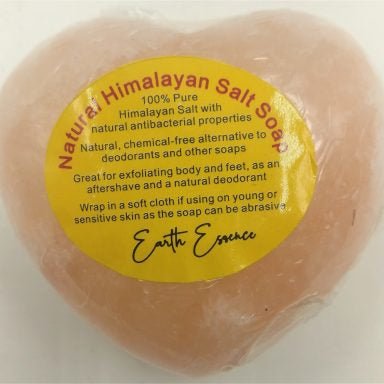 Natural Himalayan Salt Soap
100% Pure
Himalayan Salt with
natural antibacterial properties
Natural, chemical-free alternative to
deodorants and other soaps
Great for exfoliating body and feet, as an
aftershave and a natural deodorant
Wrap in a soft cloth if using on young or
sensitive skin as the soap can be abrasive
Earth Essence